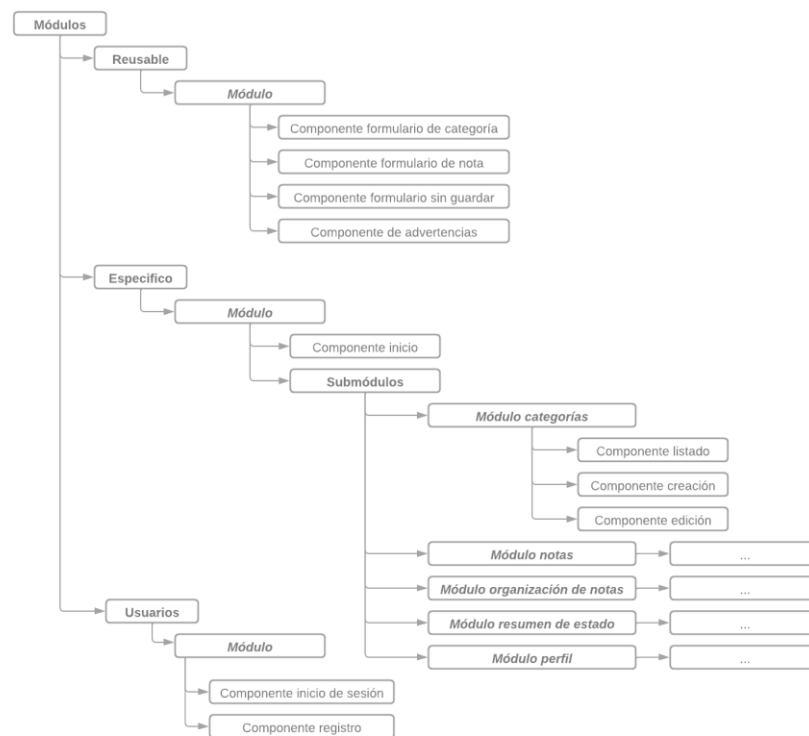 Módulos
Reusable
Módulo
Componente formulario de categoría
Componente formulario de nota
Componente formulario sin guardar
Componente de advertencias
Especifico
Módulo
Componente inicio
Submódulos
Módulo categorías
Componente listado
Componente creación
Componente edición
Módulo notas
...
Módulo organización de notas
...
Módulo resumen de estado
...
Módulo perfil
...
Usuarios
Módulo
Componente inicio de sesión
Componente registro